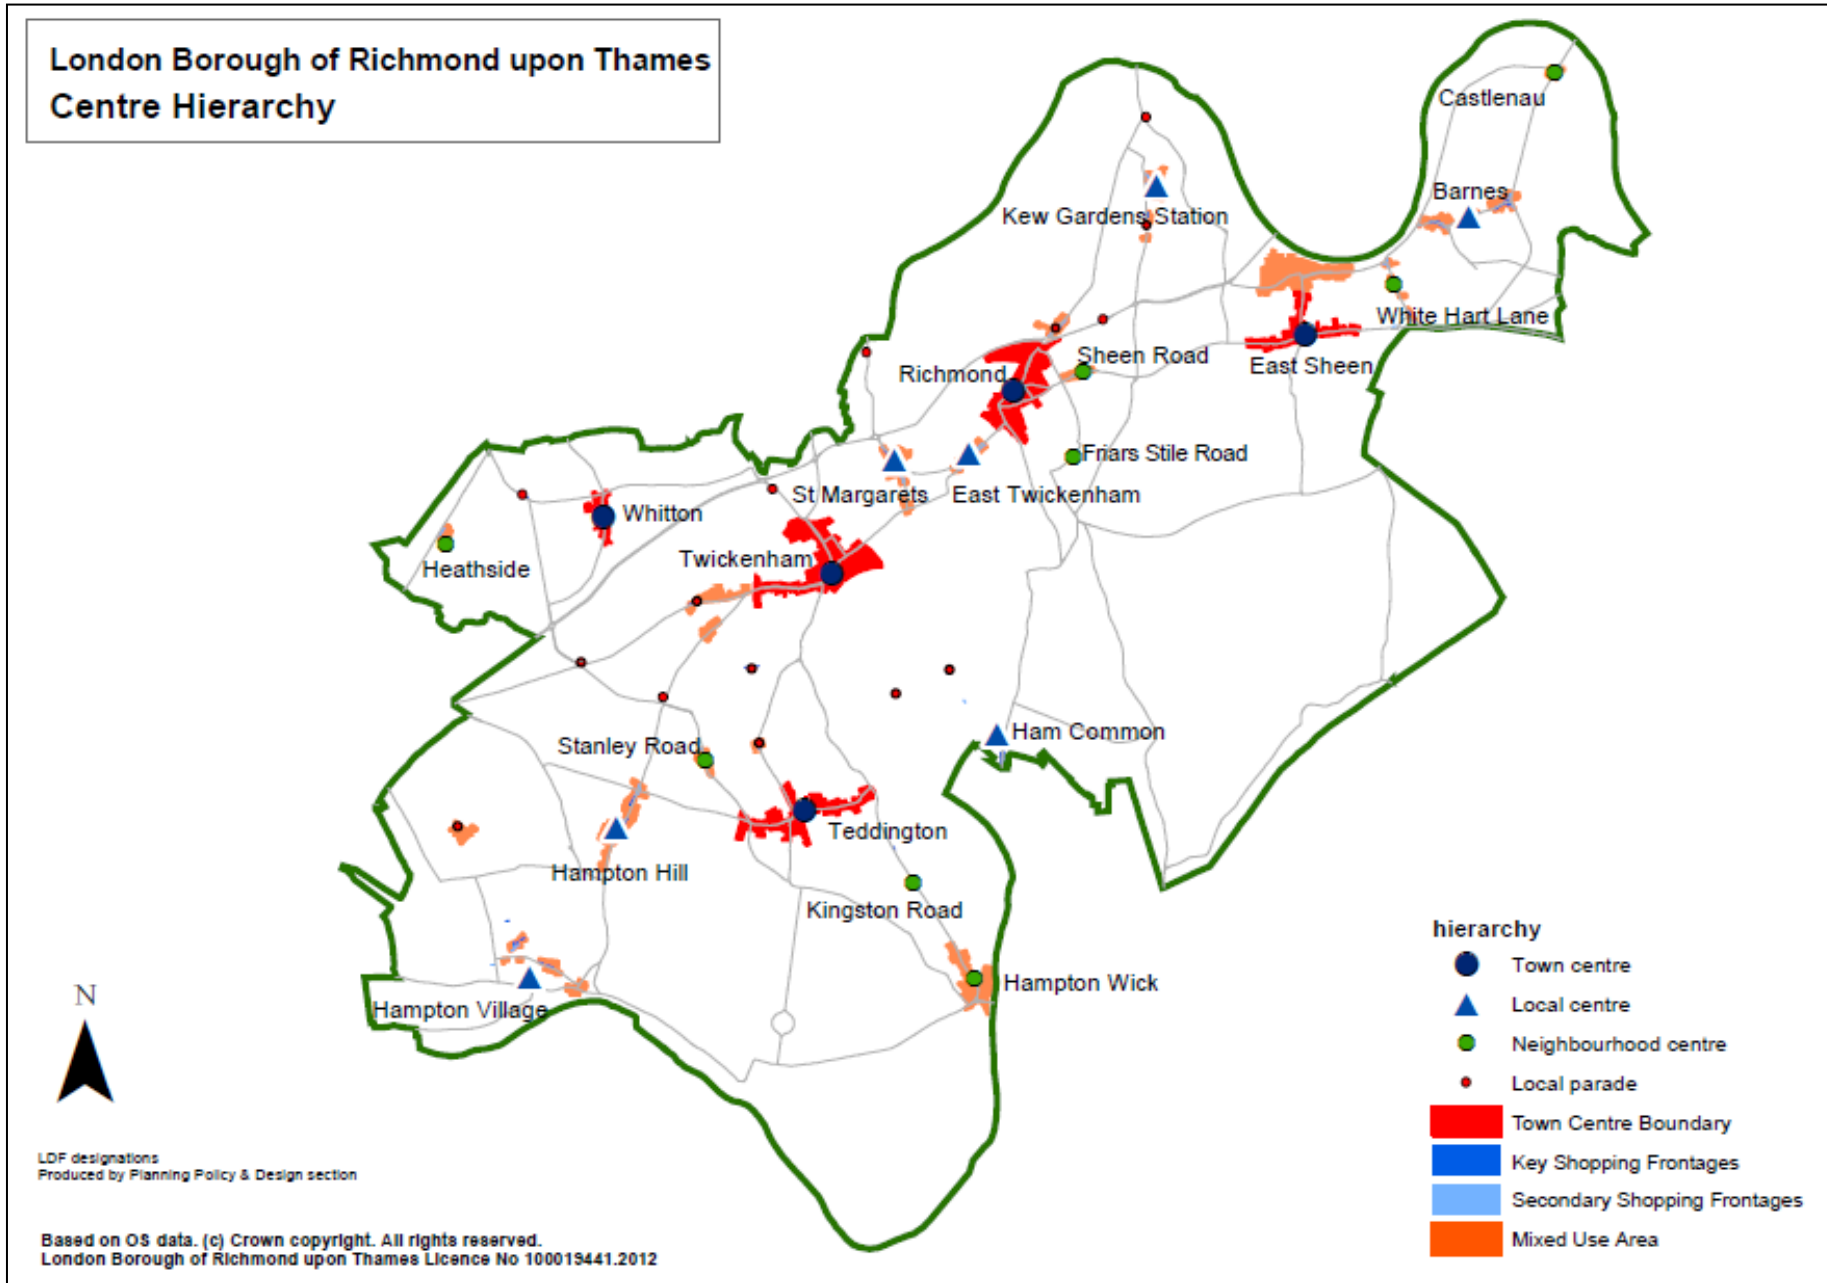 London Borough of Richmond upon Thames
Centre Hierarchy
Castlenau
Barnes
Kew Gardens Station
White Hart Lane
Sheen Road
East Sheen
Richmond
Friars Stile Road
St Margarets
East Twickenham
Whitton
Twickenham
Heathside
Ham Common
Stanley Road
Teddington
Hampton Hill
Kingston Road
Hampton Wick
Hampton Village
N
hierarchy
Town centre
Local centre
Neighbourhood centre
Local parade
Town Centre Boundary
Key Shopping Frontages
Secondary Shopping Frontages
Mixed Use Area
LDF designations
Produced by Planning Policy & Design section
Based on OS data. (c) Crown copyright. All rights reserved.
London Borough of Richmond upon Thames Licence No 100019441.2012